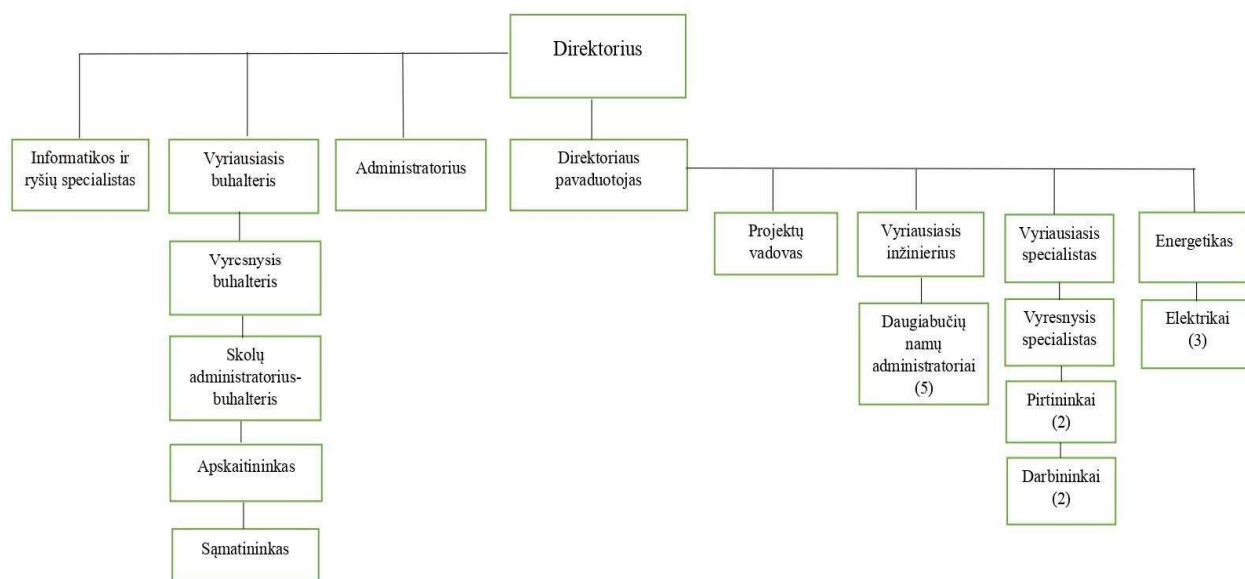 Direktorius
Informatikos ir
ryšių specialistas
Vyriausiasis
buhalteris
Administratorius
Direktoriaus
pavaduotojas
Projektų
vadovas
Vyriausiasis
inžinierius
Vyriausiasis
specialistas
Energetikas
Vyresnysis
buhalteris
Daugiabučių
namų
administratoriai
(5)
Vyresnysis
specialistas
Elektrikai
(3)
Skolų
administratorius-
buhalteris
Pirtininkai
(2)
Apskaitininkas
Darbininkai
(2)
Sąmatininkas